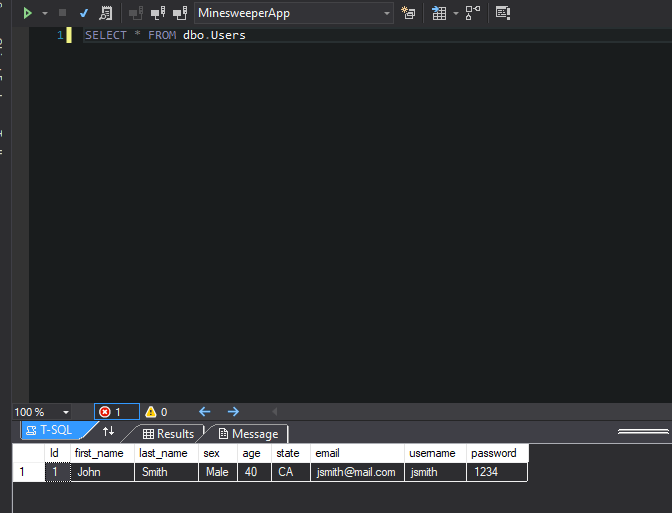 MinesweeperApp
1 SELECT * FROM dbo.Users
100 % 1 0
T-SQL Results Message
Id first_name last_name sex age state email username password
1 1 John Smith Male 40 CA jsmith@mail.com jsmith 1234